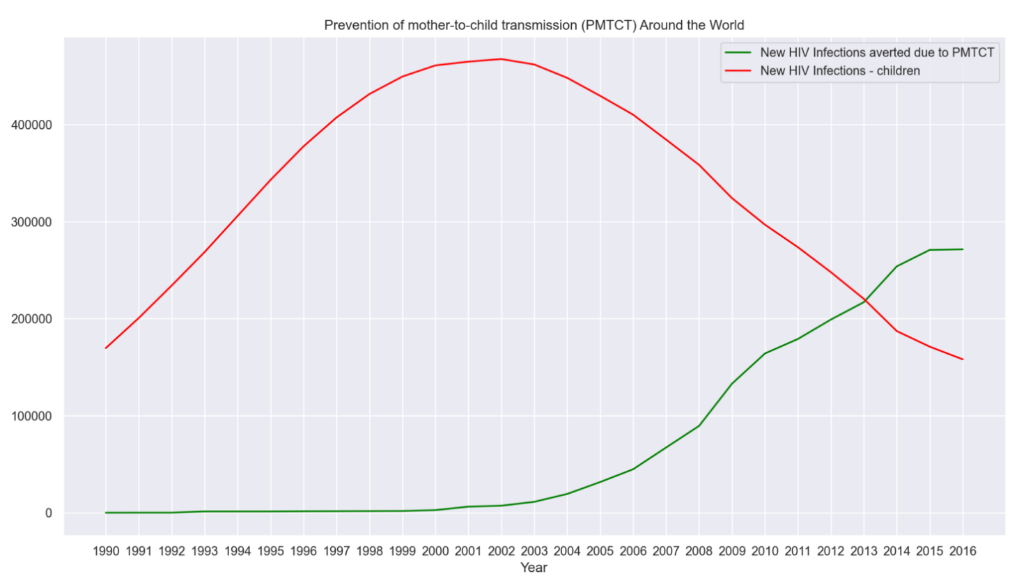 Prevention of mother-to-child transmission (PMTCT) Around the World
New HIV Infections averted due to PMTCT
New HIV Infections - children
400000
300000
200000
100000
0
1990 1991 1992 1993 1994 1995 1996 1997 1998 1999 2000 2001 2002 2003 2004 2005 2006 2007 2008 2009 2010 2011 2012 2013 2014 2015 2016
Year